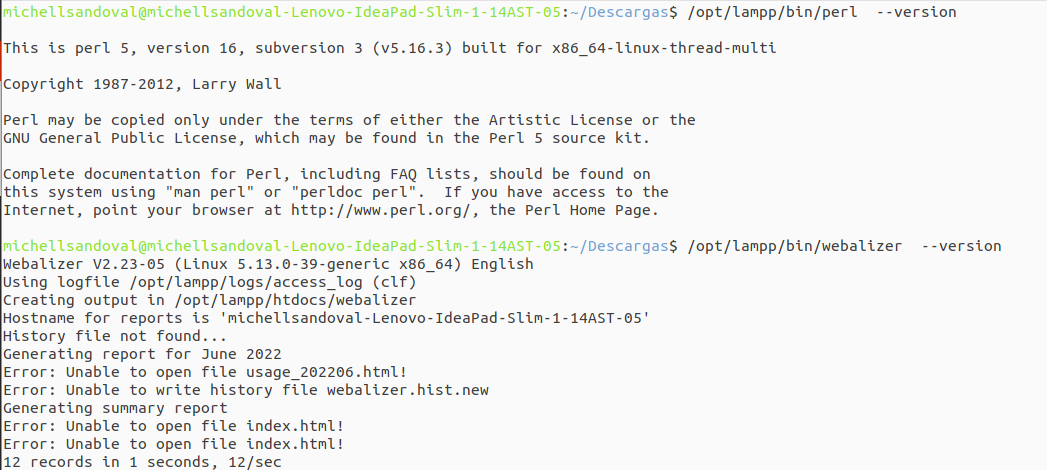 michellsandoval@michellsandoval-Lenovo-IdeaPad-Slim-1-14AST-05:~/Descargas$ /opt/lampp/bin/perl  --version
This is perl 5, version 16, subversion 3 (v5.16.3) built for x86_64-linux-thread-multi
Copyright 1987-2012, Larry Wall
Perl may be copied only under the terms of either the Artistic License or the
GNU General Public License, which may be found in the Perl 5 source kit.
Complete documentation for Perl, including FAQ lists, should be found on
this system using "man perl" or "perldoc perl".  If you have access to the
Internet, point your browser at http://www.perl.org/, the Perl Home Page.
michellsandoval@michellsandoval-Lenovo-IdeaPad-Slim-1-14AST-05:~/Descargas$ /opt/lampp/bin/webalizer  --version
Webalizer V2.23-05 (Linux 5.13.0-39-generic x86_64) English
Using logfile /opt/lampp/logs/access_log (clf)
Creating output in /opt/lampp/htdocs/webalizer
Hostname for reports is 'michellsandoval-Lenovo-IdeaPad-Slim-1-14AST-05'
History file not found...
Generating report for June 2022
Error: Unable to open file usage_202206.html!
Error: Unable to write history file webalizer.hist.new
Generating summary report
Error: Unable to open file index.html!
Error: Unable to open file index.html!
12 records in 1 seconds, 12/sec